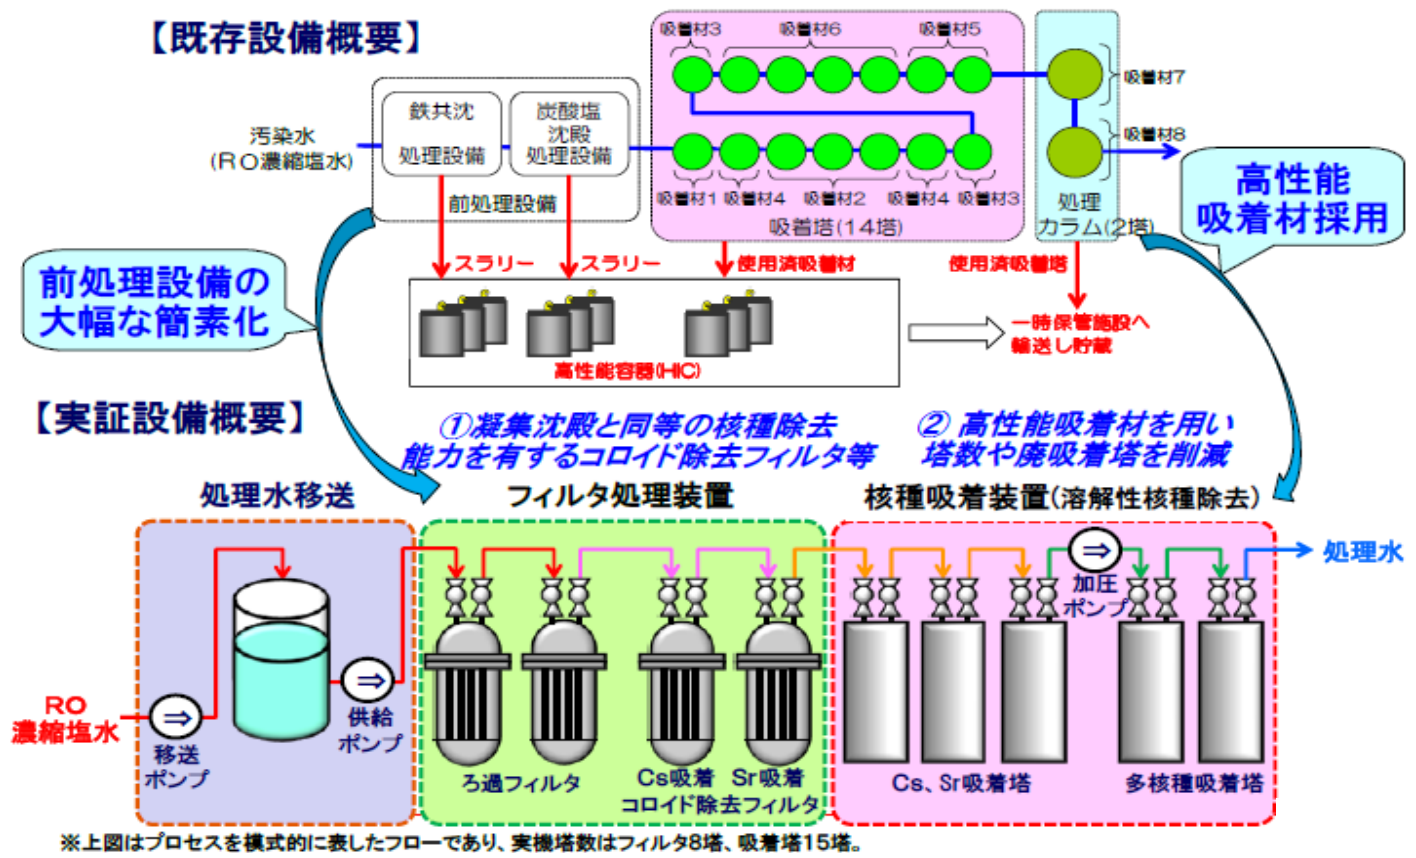 【既存設備概要】
吸着材3
吸着材6
吸着材5
吸着材7
鉄共沈
処理設備
炭酸塩
沈殿
処理設備
汚染水
(RO濃縮塩水)
吸着材8
前処理設備
吸着材1
吸着材4
吸着材2
吸着材4
吸着材3
吸着塔(14塔)
処理
カラム(2塔)
高性能
吸着材採用
スラリー
スラリー
使用済吸着材
使用済吸着塔
前処理設備の
大幅な簡素化
高性能容器(HIC)
一時保管施設へ
輸送し貯蔵
【実証設備概要】
①凝集沈殿と同等の核種除去
能力を有するコロイド除去フィルタ等
② 高性能吸着材を用い
塔数や廃吸着塔を削減
処理水移送
フィルタ処理装置
核種吸着装置(溶解性核種除去)
処理水
加圧
ポンプ
RO
濃縮塩水
⇒
移送
ポンプ
⇒
供給
ポンプ
⇒
ろ過フィルタ
Cs吸着
Sr吸着
コロイド除去フィルタ
Cs、Sr吸着塔
多核種吸着塔
※上図はプロセスを模式的に表したフローであり、実機塔数はフィルタ8塔、吸着塔15塔。